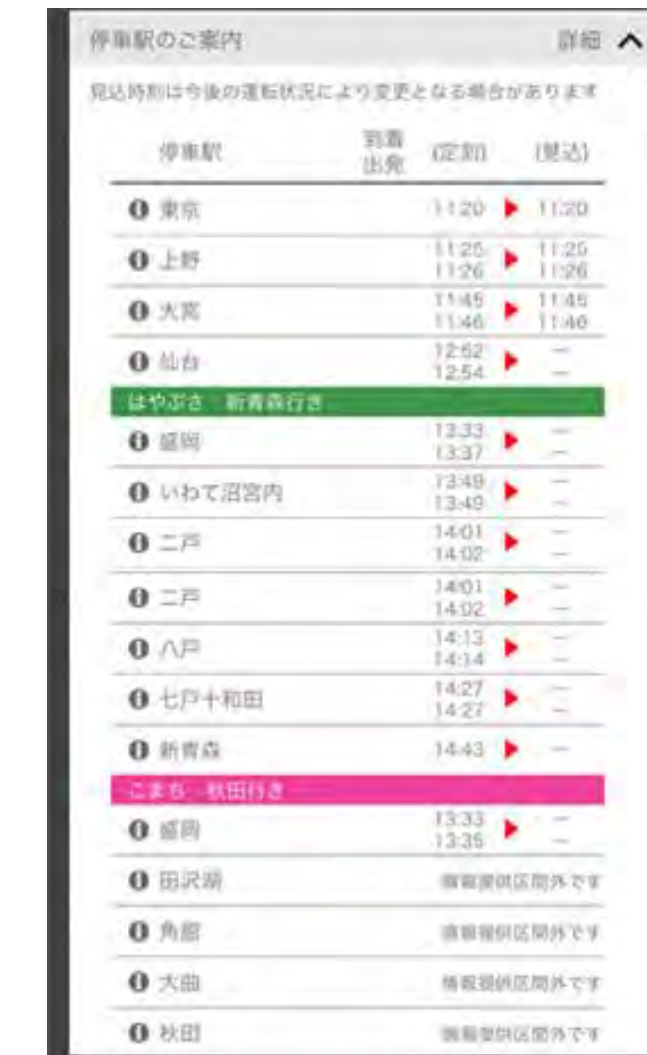 停車駅のご案内 詳細
見込時刻は今後の運転状況により変更となる場合があります
停車駅 到着 出発 (定刻) (見込)
東京 11:20 11:20
上野 11:25 11:25
11:26 11:26
大宮 11:45 11:45
11:46 11:46
仙台 12:52 −
12:54 −
はやぶさ 新青森行き
盛岡 13:33 −
13:37 −
いわて沼宮内 13:49 −
13:49 −
二戸 14:01 −
14:02 −
二戸 14:01 −
14:02 −
八戸 14:13 −
14:14 −
七戸十和田 14:27 −
14:27 −
新青森 14:43 −
こまち 秋田行き
盛岡 13:33 −
13:35 −
田沢湖 情報提供区間外です
角館 情報提供区間外です
大曲 情報提供区間外です
秋田 情報提供区間外です